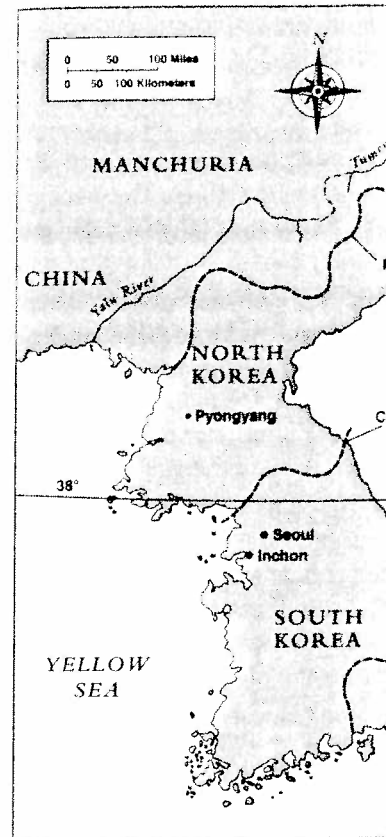 N
0 50 100 Miles
0 50 100 Kilometers
MANCHURIA
CHINA
Yalu River
NORTH
KOREA
Pyongyang
C
38°
Seoul
Inchon
SOUTH
KOREA
YELLOW
SEA